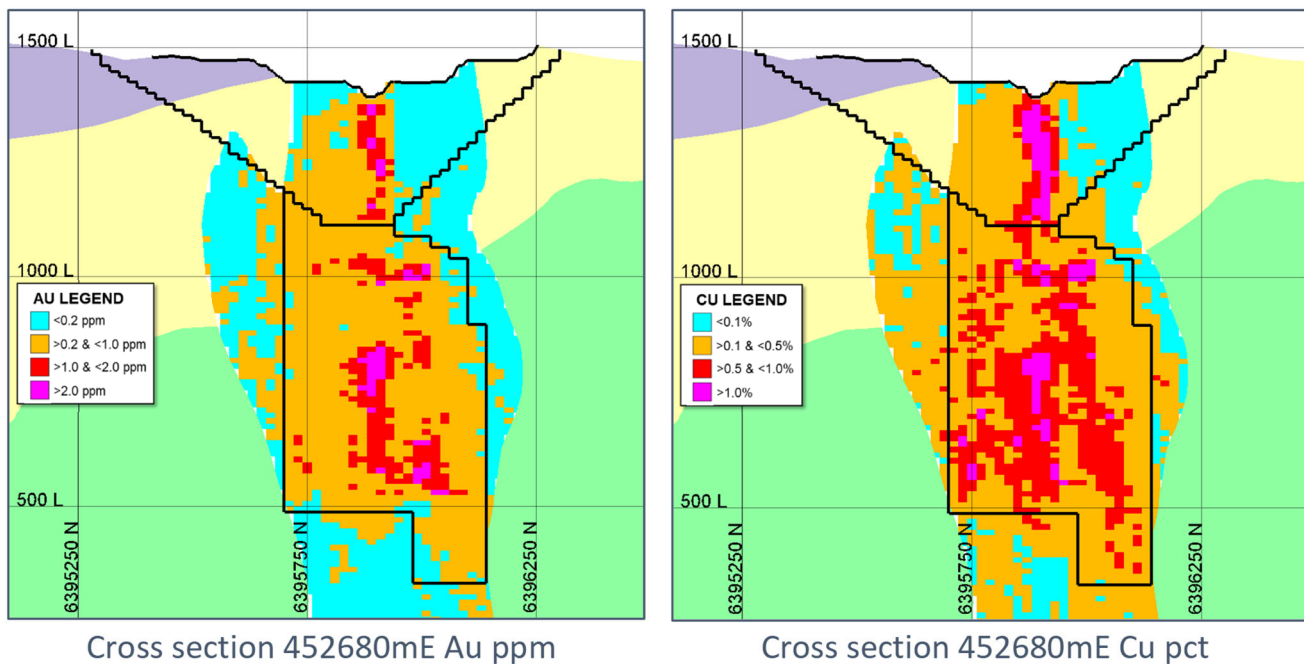 1500 L
1000 L
AU LEGEND
<0.2 ppm
>0.2 & <1.0 ppm
>1.0 & <2.0 ppm
>2.0 ppm
500 L
6395250 N
6395750 N
6396250 N
Cross section 452680mE Au ppm
1500 L
1000 L
CU LEGEND
<0.1%
>0.1 & <0.5%
>0.5 & <1.0%
>1.0%
500 L
6395250 N
6395750 N
6396250 N
Cross section 452680mE Cu pct